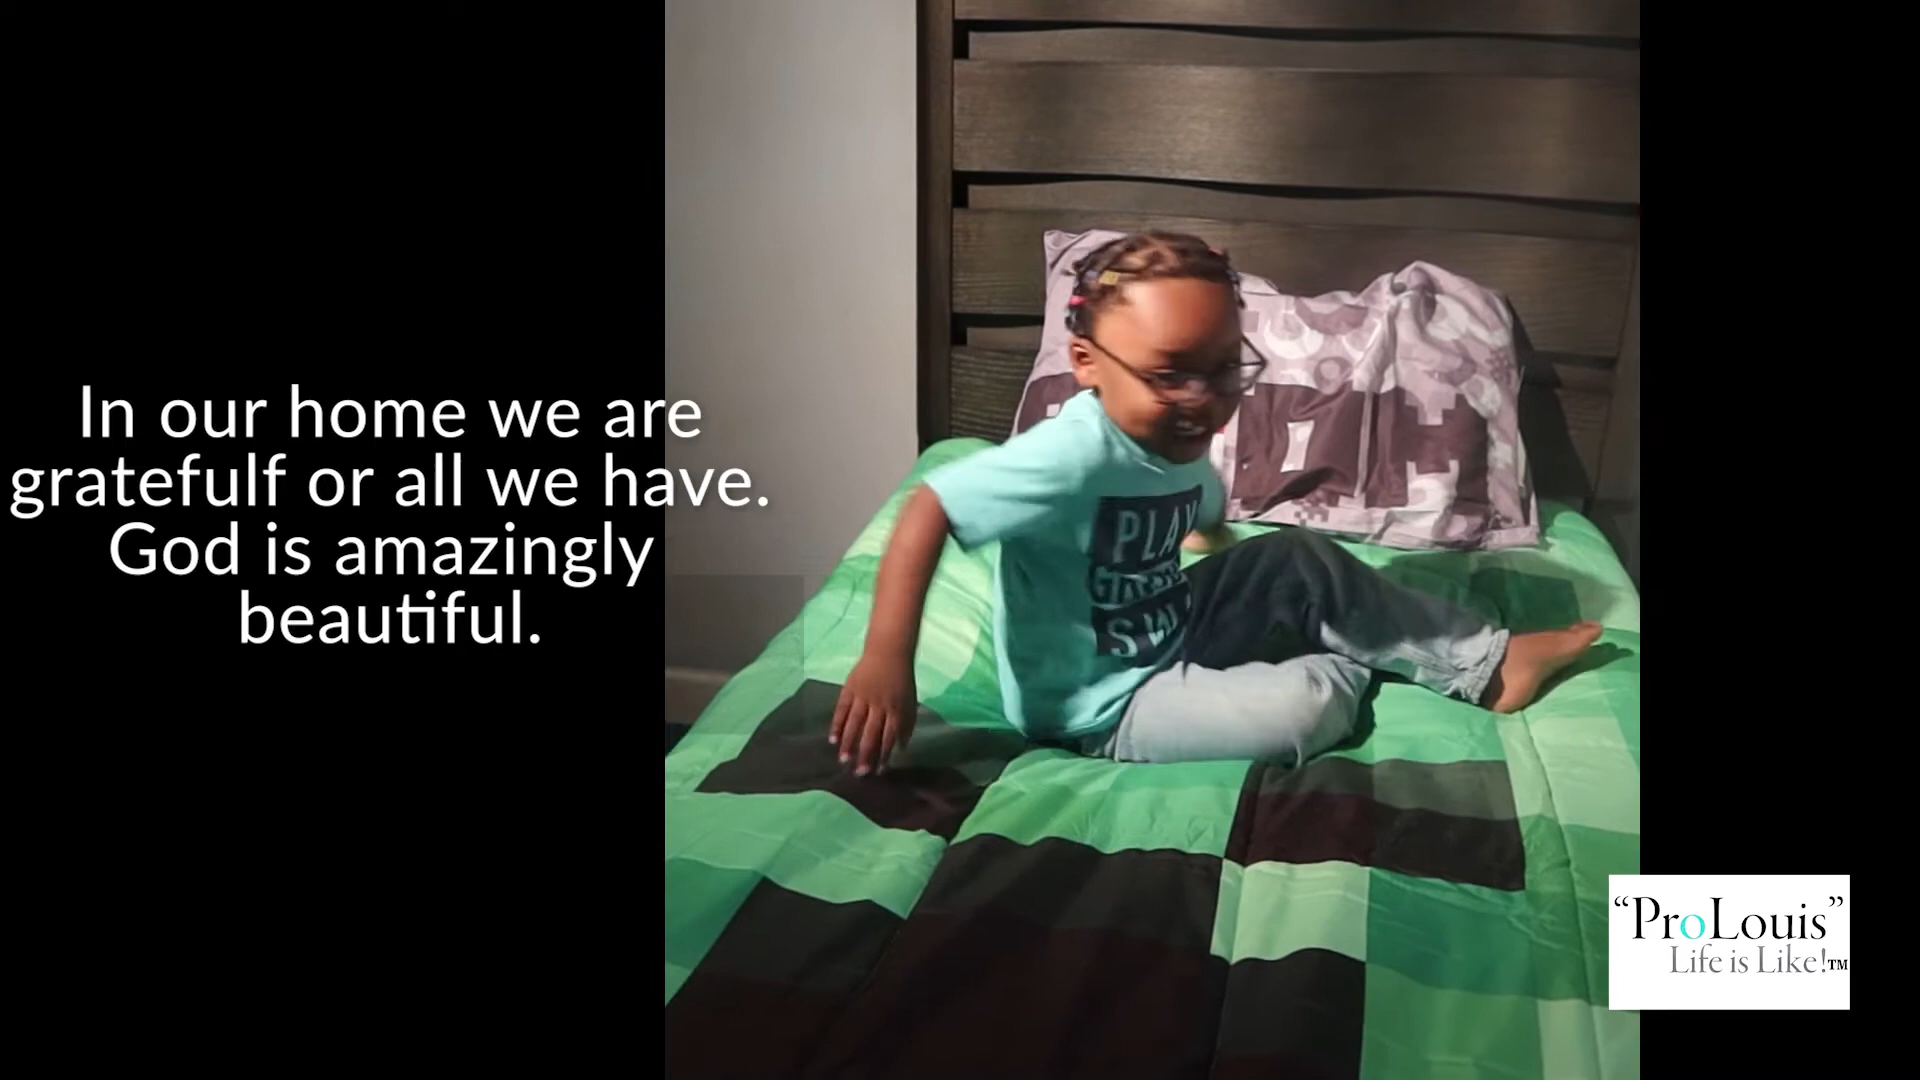 In our home we are
gratefulf or all we have.
God is amazingly
beautiful.
PLAY
“ProLouis”
Life is Like!™